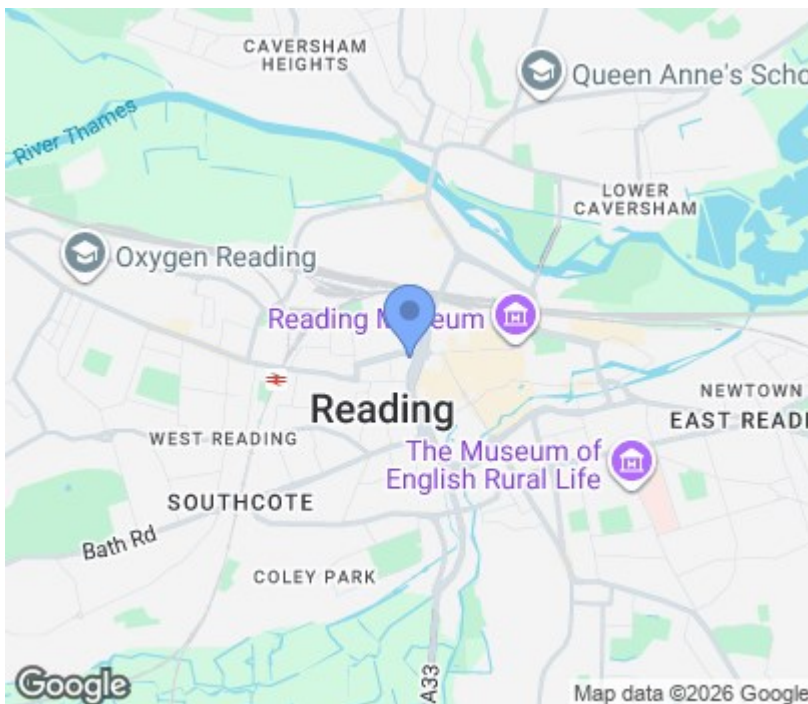 CAVERSHAM
HEIGHTS
Queen Anne's Scho
River Thames
LOWER
CAVERSHAM
Oxygen Reading
Reading Museum
Reading
NEWTOWN
EAST READI
WEST READING
The Museum of
English Rural Life
SOUTHCOTE
Bath Rd
COLEY PARK
A33
Google
Map data ©2026 Google